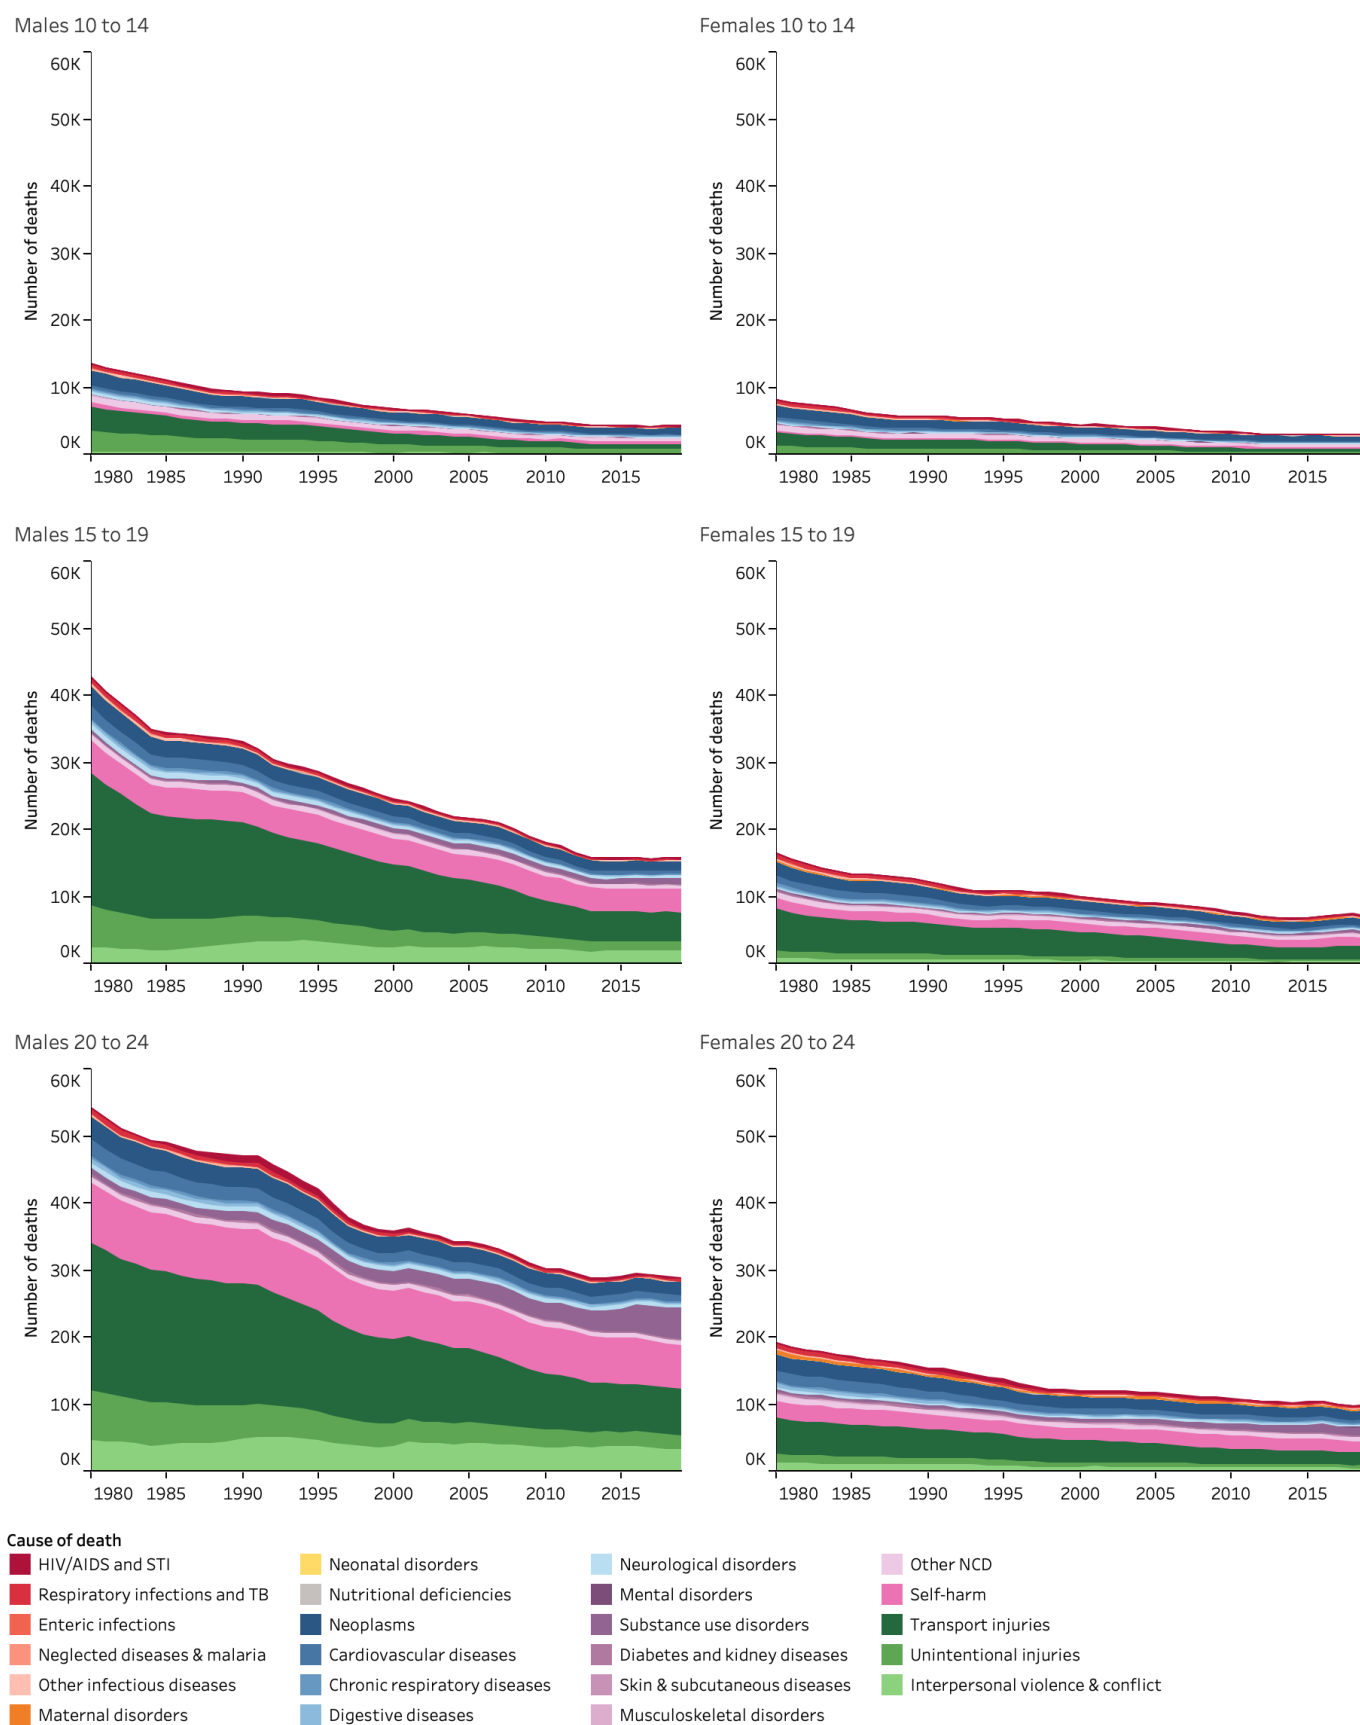 Males 10 to 14
Females 10 to 14
Number of deaths
60K
50K
40K
30K
20K
10K
0K
1980 1985 1990 1995 2000 2005 2010 2015
Number of deaths
60K
50K
40K
30K
20K
10K
0K
1980 1985 1990 1995 2000 2005 2010 2015
Males 15 to 19
Females 15 to 19
Number of deaths
60K
50K
40K
30K
20K
10K
0K
1980 1985 1990 1995 2000 2005 2010 2015
Number of deaths
60K
50K
40K
30K
20K
10K
0K
1980 1985 1990 1995 2000 2005 2010 2015
Males 20 to 24
Females 20 to 24
Number of deaths
60K
50K
40K
30K
20K
10K
0K
1980 1985 1990 1995 2000 2005 2010 2015
Number of deaths
60K
50K
40K
30K
20K
10K
0K
1980 1985 1990 1995 2000 2005 2010 2015
Cause of death
HIV/AIDS and STI
Respiratory infections and TB
Enteric infections
Neglected diseases & malaria
Other infectious diseases
Maternal disorders
Neonatal disorders
Nutritional deficiencies
Neoplasms
Cardiovascular diseases
Chronic respiratory diseases
Digestive diseases
Neurological disorders
Mental disorders
Substance use disorders
Diabetes and kidney diseases
Skin & subcutaneous diseases
Musculoskeletal disorders
Other NCD
Self-harm
Transport injuries
Unintentional injuries
Interpersonal violence & conflict